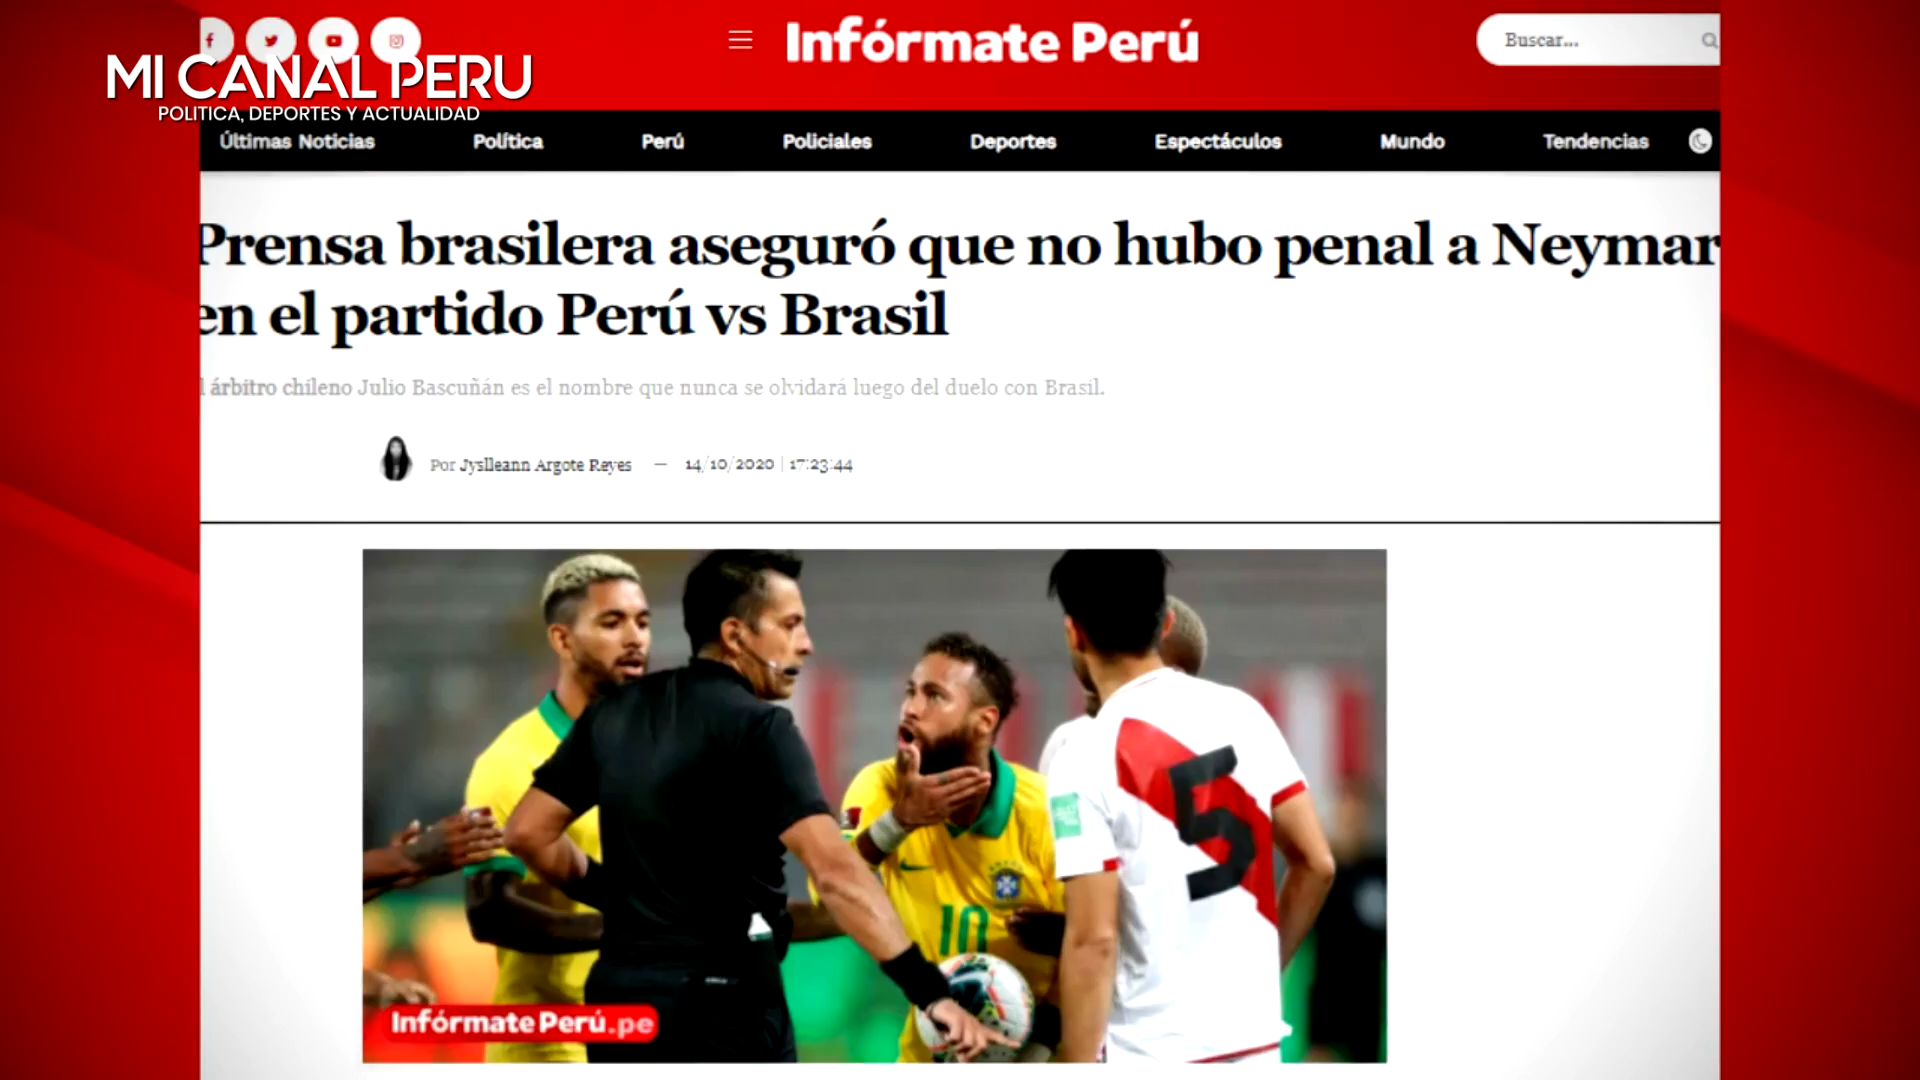 Infórmate Perú
Buscar...
MI CANAL PERU
POLITICA, DEPORTES Y ACTUALIDAD
Últimas Noticias Política Perú Policiales Deportes Espectáculos Mundo Tendencias
Prensa brasilera aseguró que no hubo penal a Neymar
en el partido Perú vs Brasil
l árbitro chileno Julio Bascuñán es el nombre que nunca se olvidará luego del duelo con Brasil.
Por Jyslleann Argote Reyes — 14/10/2020 | 17:23:44
5
10
Infórmate Perú.pe